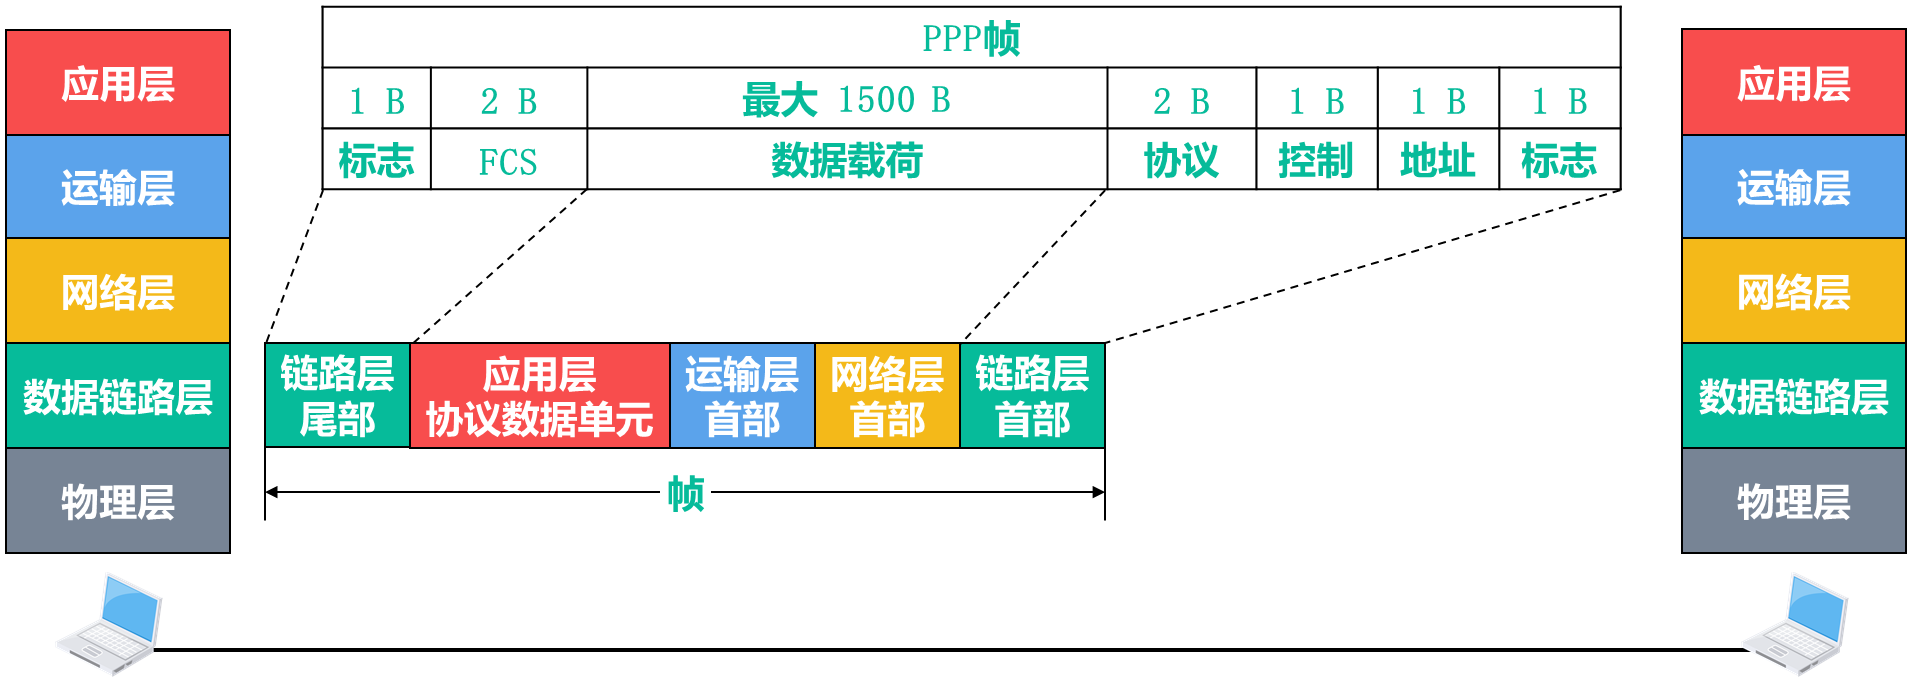 PPP帧
1 B
2 B
最大 1500 B
2 B
1 B
1 B
1 B
标志
FCS
数据载荷
协议
控制
地址
标志
应用层
运输层
网络层
数据链路层
物理层
链路层
尾部
应用层
协议数据单元
运输层
首部
网络层
首部
链路层
首部
帧
应用层
运输层
网络层
数据链路层
物理层